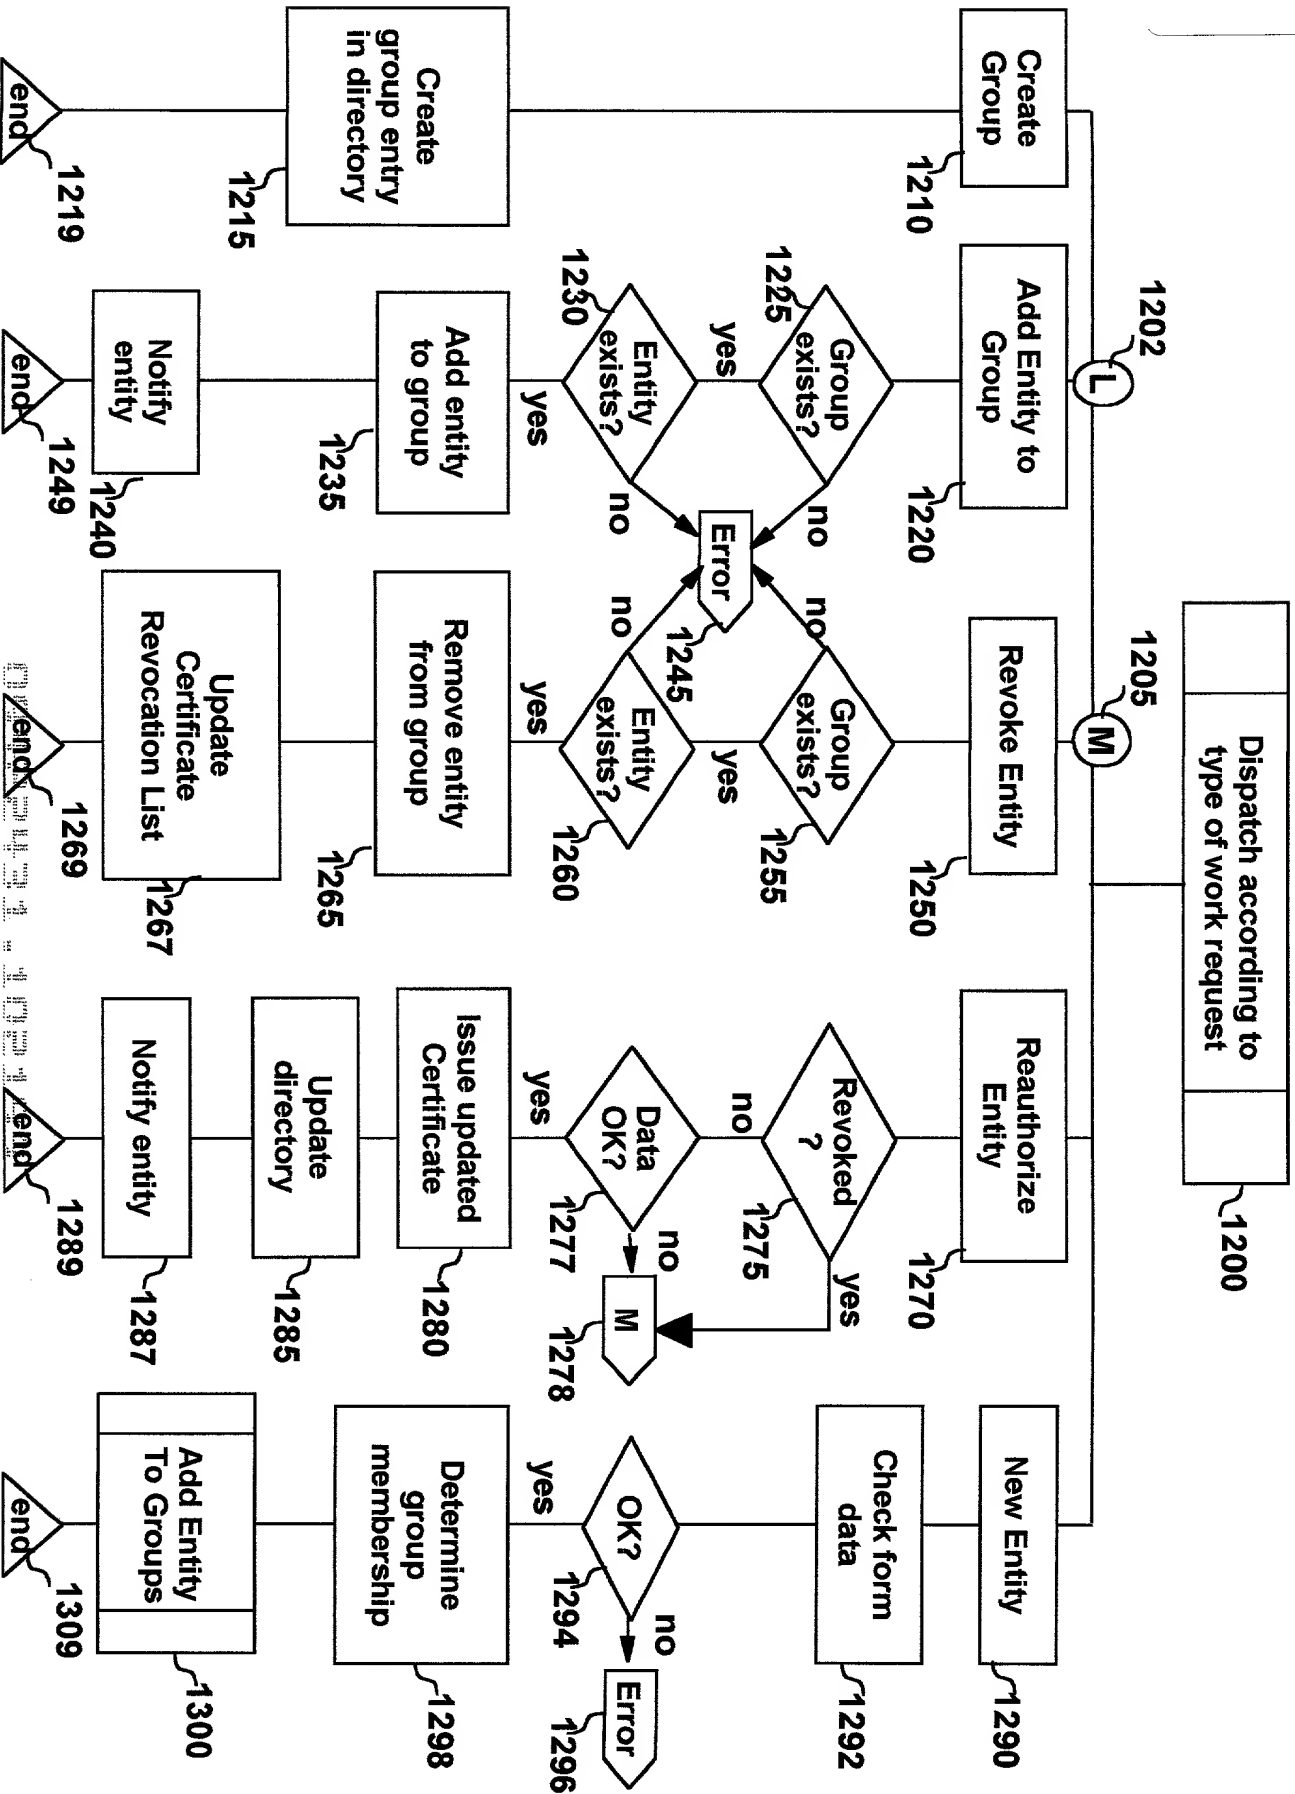 Dispatch according to
type of work request
1200
1202
L
1205
M
Create
Group
1210
Create
group entry
in directory
1215
end
1219
Add Entity to
Group
1220
Group
exists?
1225
yes
no
Entity
exists?
1230
yes
no
Error
1245
Add entity
to group
1235
Notify
entity
1240
end
1249
Revoke Entity
1250
Group
exists?
1255
no
yes
Entity
exists?
1260
no
yes
Remove entity
from group
1265
Update
Certificate
Revocation List
1267
end
1269
Reauthorize
Entity
1270
Revoked
?
1275
yes
no
Data
OK?
1277
no
yes
M
1278
Issue updated
Certificate
1280
Update
directory
1285
Notify entity
1287
end
1289
New Entity
1290
Check form
data
1292
OK?
1294
no
yes
Error
1296
Determine
group
membership
1298
Add Entity
To Groups
1300
end
1309